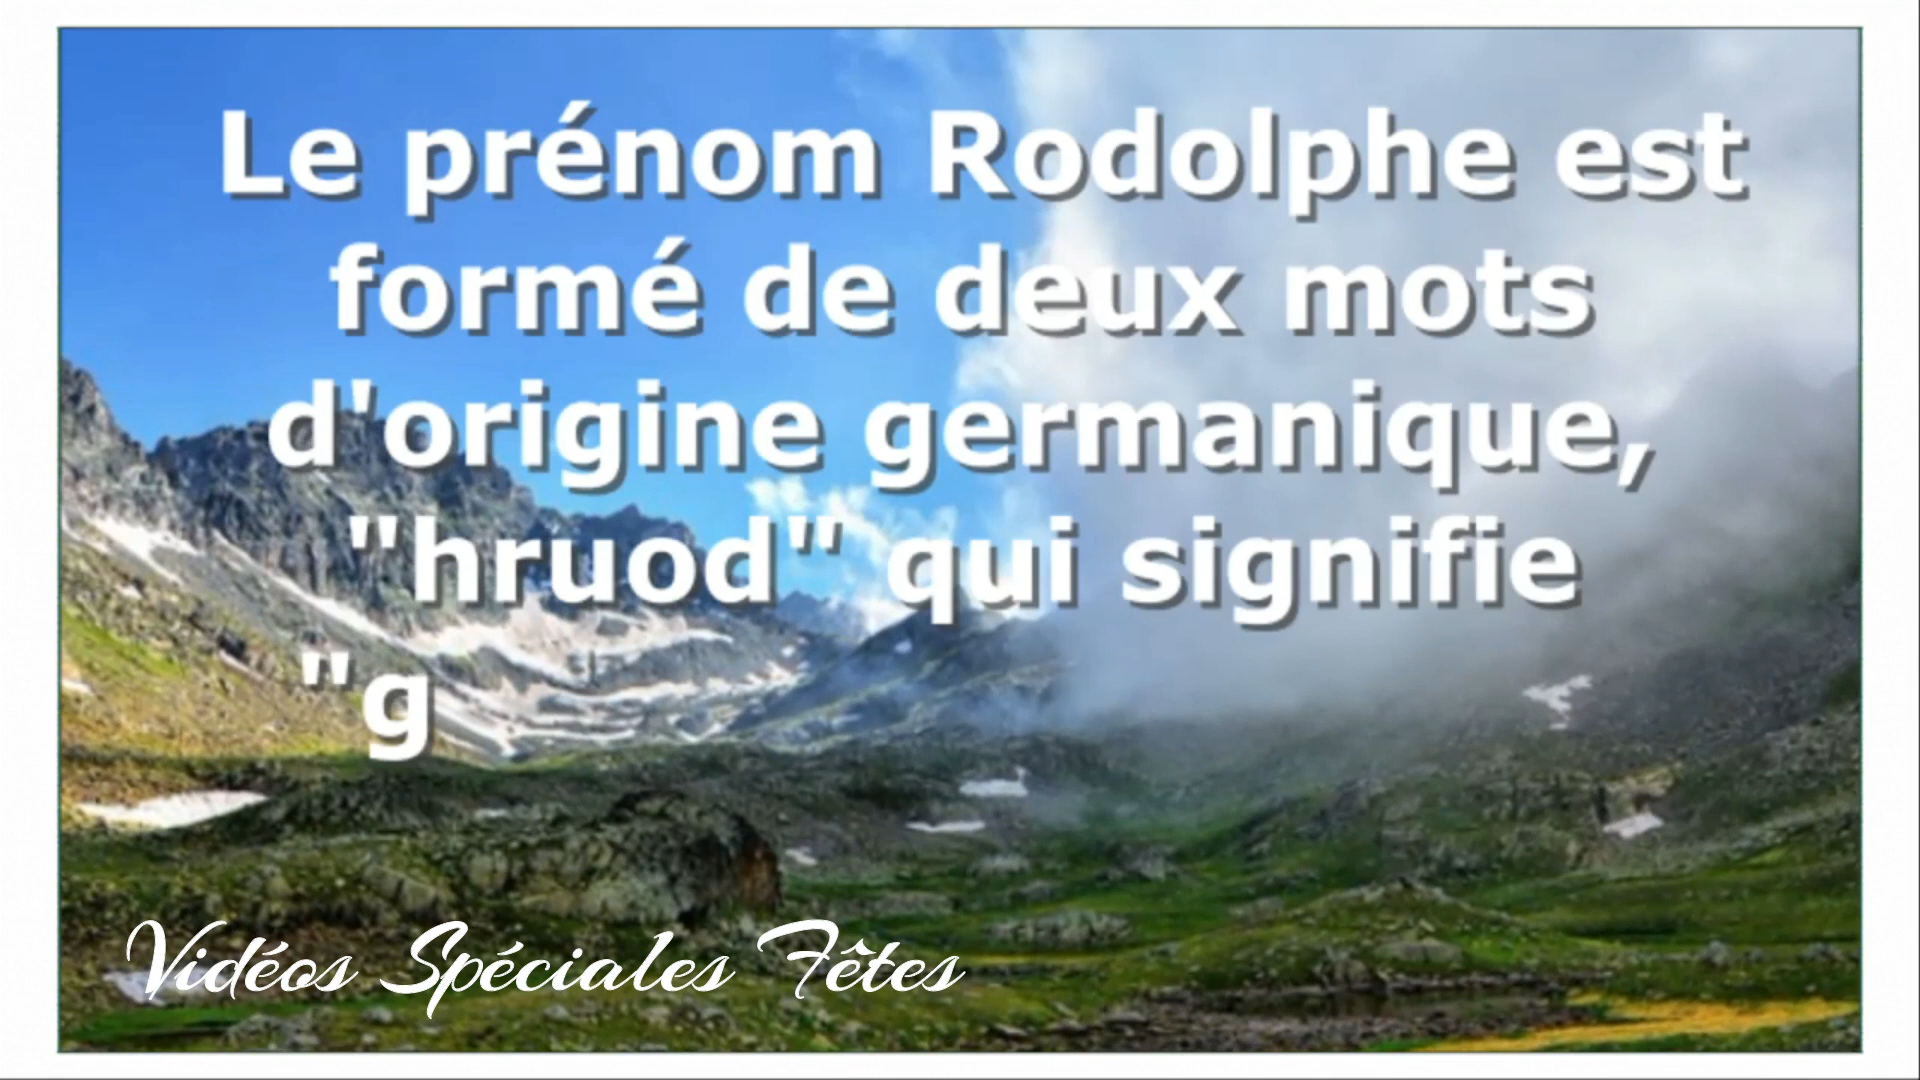 Le prénom Rodolphe est
formé de deux mots
d'origine germanique,
"hruod" qui signifie
"g
Vidéos Spéciales Fêtes